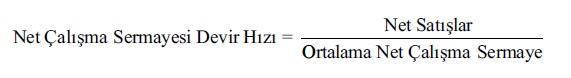 Net Çalışma Sermayesi Devir Hızı = Net Satışlar
Ortalama Net Çalışma Sermaye